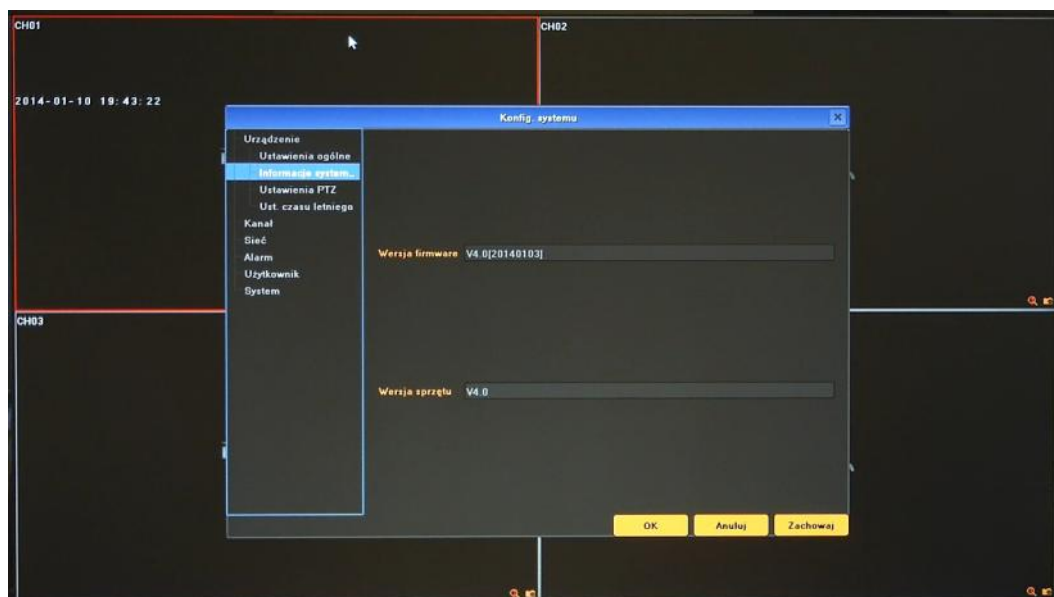 CH01
CH02
2014-01-10 19:43:22
Konfig. systemu
Urządzenie
Ustawienia ogólne
Informacje system..
Ustawienia PTZ
Ust. czasu letniego
Kanał
Sieć
Alarm
Użytkownik
System
Wersja firmware V4.0[20140103]
Wersja sprzętu V4.0
CH03
OK Anuluj Zachowaj